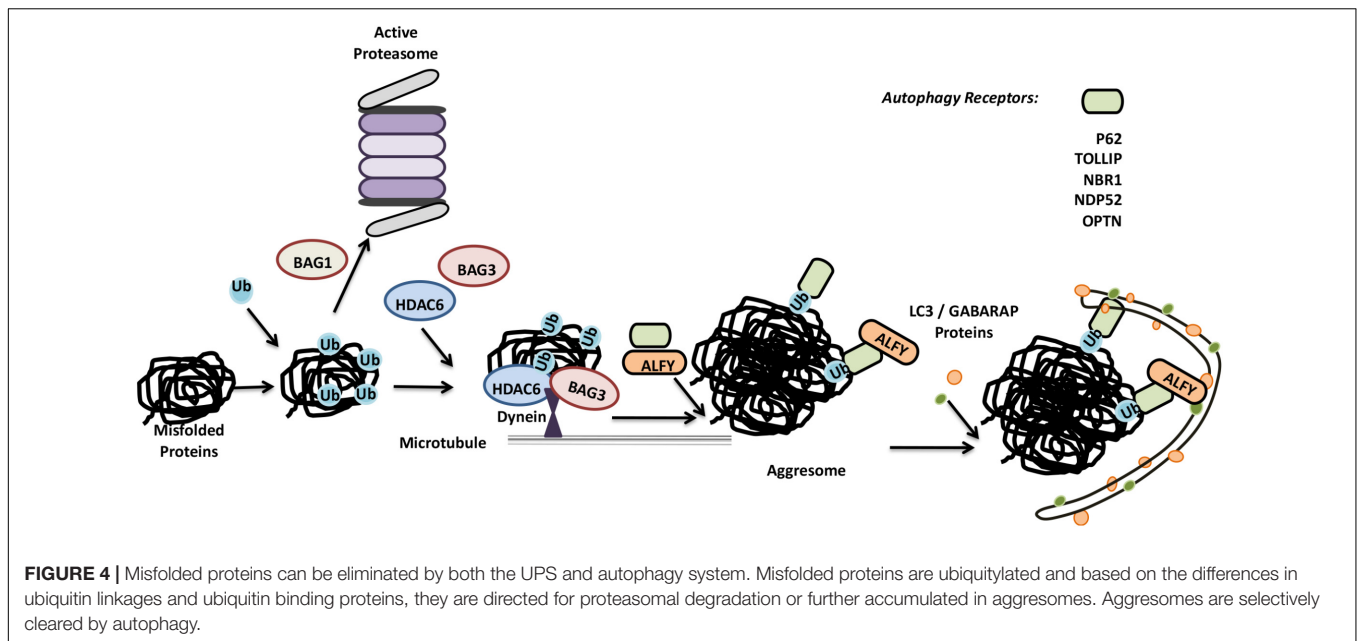 Active
Proteasome
Autophagy Receptors:
P62
TOLLIP
NBR1
NDP52
OPTN
BAG1
BAG3
HDAC6
Ub
Ub
Ub
Ub
Ub
Misfolded
Proteins
Ub
Ub
Ub
HDAC6
BAG3
Dynein
Microtubule
ALFY
Ub
ALFY
Ub
Aggresome
LC3 / GABARAP
Proteins
Ub
ALFY
Ub
FIGURE 4 | Misfolded proteins can be eliminated by both the UPS and autophagy system. Misfolded proteins are ubiquitylated and based on the differences in
ubiquitin linkages and ubiquitin binding proteins, they are directed for proteasomal degradation or further accumulated in aggresomes. Aggresomes are selectively
cleared by autophagy.